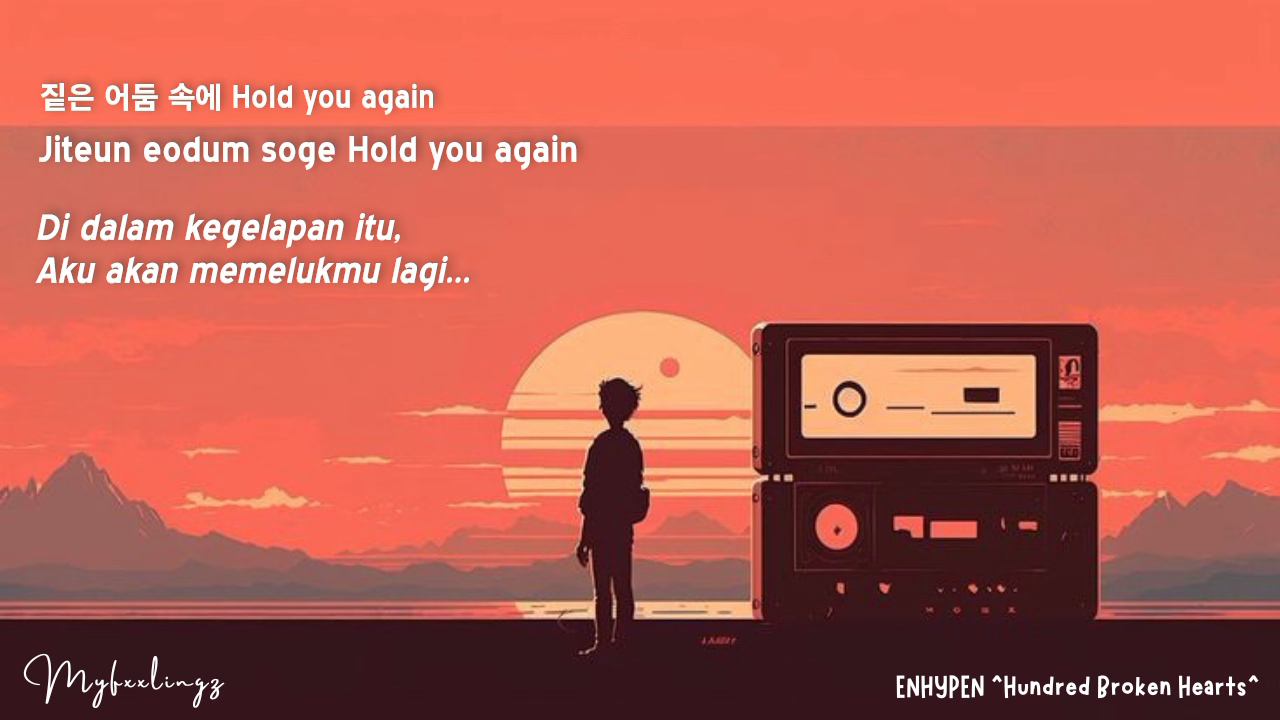 짙은 어둠 속에 Hold you again
Jiteun eodum soge Hold you again
Di dalam kegelapan itu,
Aku akan memelukmu lagi...
Myfxxlingz
ENHYPEN ^Hundred Broken Hearts^